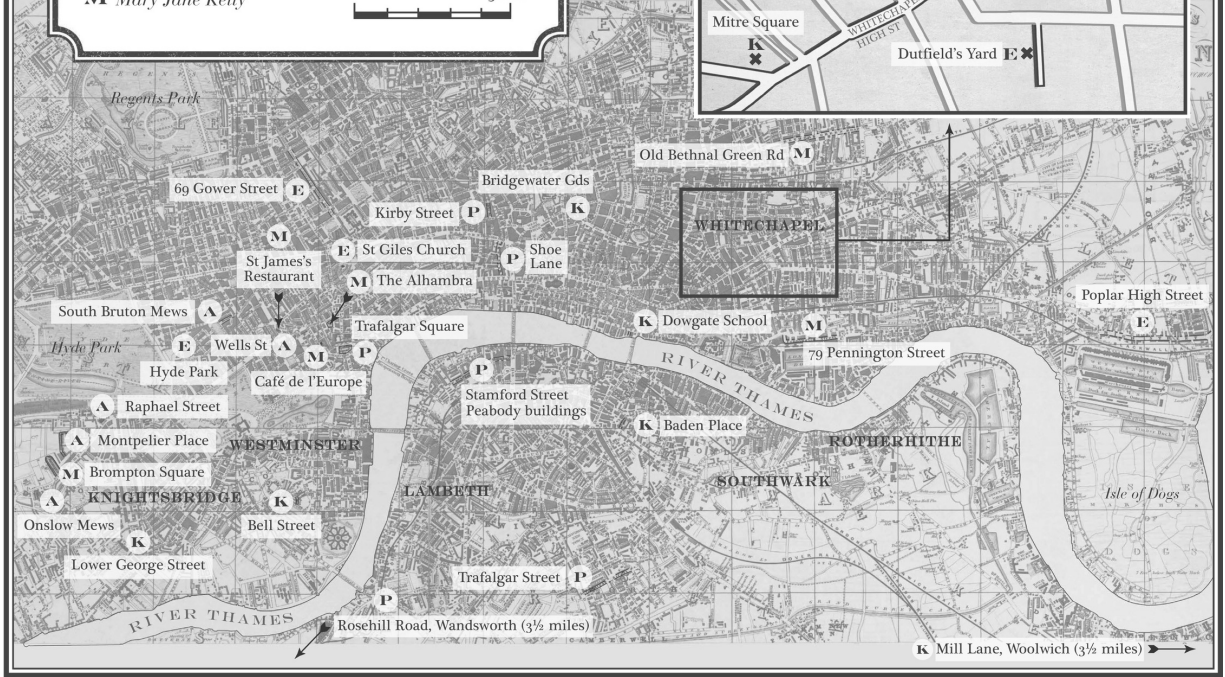 M Mary Jane Kelly
Mitre Square
K
WHITECHAPEL
HIGH ST
Dutfield's Yard E
REGENT
Regents Park
Old Bethnal Green Rd M
Bridgewater Gds
K
69 Gower Street E
Kirby Street P
WHITECHAPEL
M
St James's
Restaurant
E St Giles Church
P Shoe
Lane
M The Alhambra
South Bruton Mews A
Trafalgar Square
P
K Dowgate School
M
79 Pennington Street
Poplar High Street
E
Hyde Park
E
Hyde Park
Wells St A
M
Café de l'Europe
RIVER THAMES
P
Stamford Street
Peabody buildings
A Raphael Street
K Baden Place
A Montpelier Place
WESTMINSTER
ROTHERHITHE
M Brompton Square
SOUTHWARK
A
KNIGHTSBRIDGE
LAMBETH
Isle of Dogs
Onslow Mews
K
Bell Street
K
Lower George Street
Trafalgar Street P
P
RIVER THAMES
Rosehill Road, Wandsworth (3½ miles)
K Mill Lane, Woolwich (3½ miles)